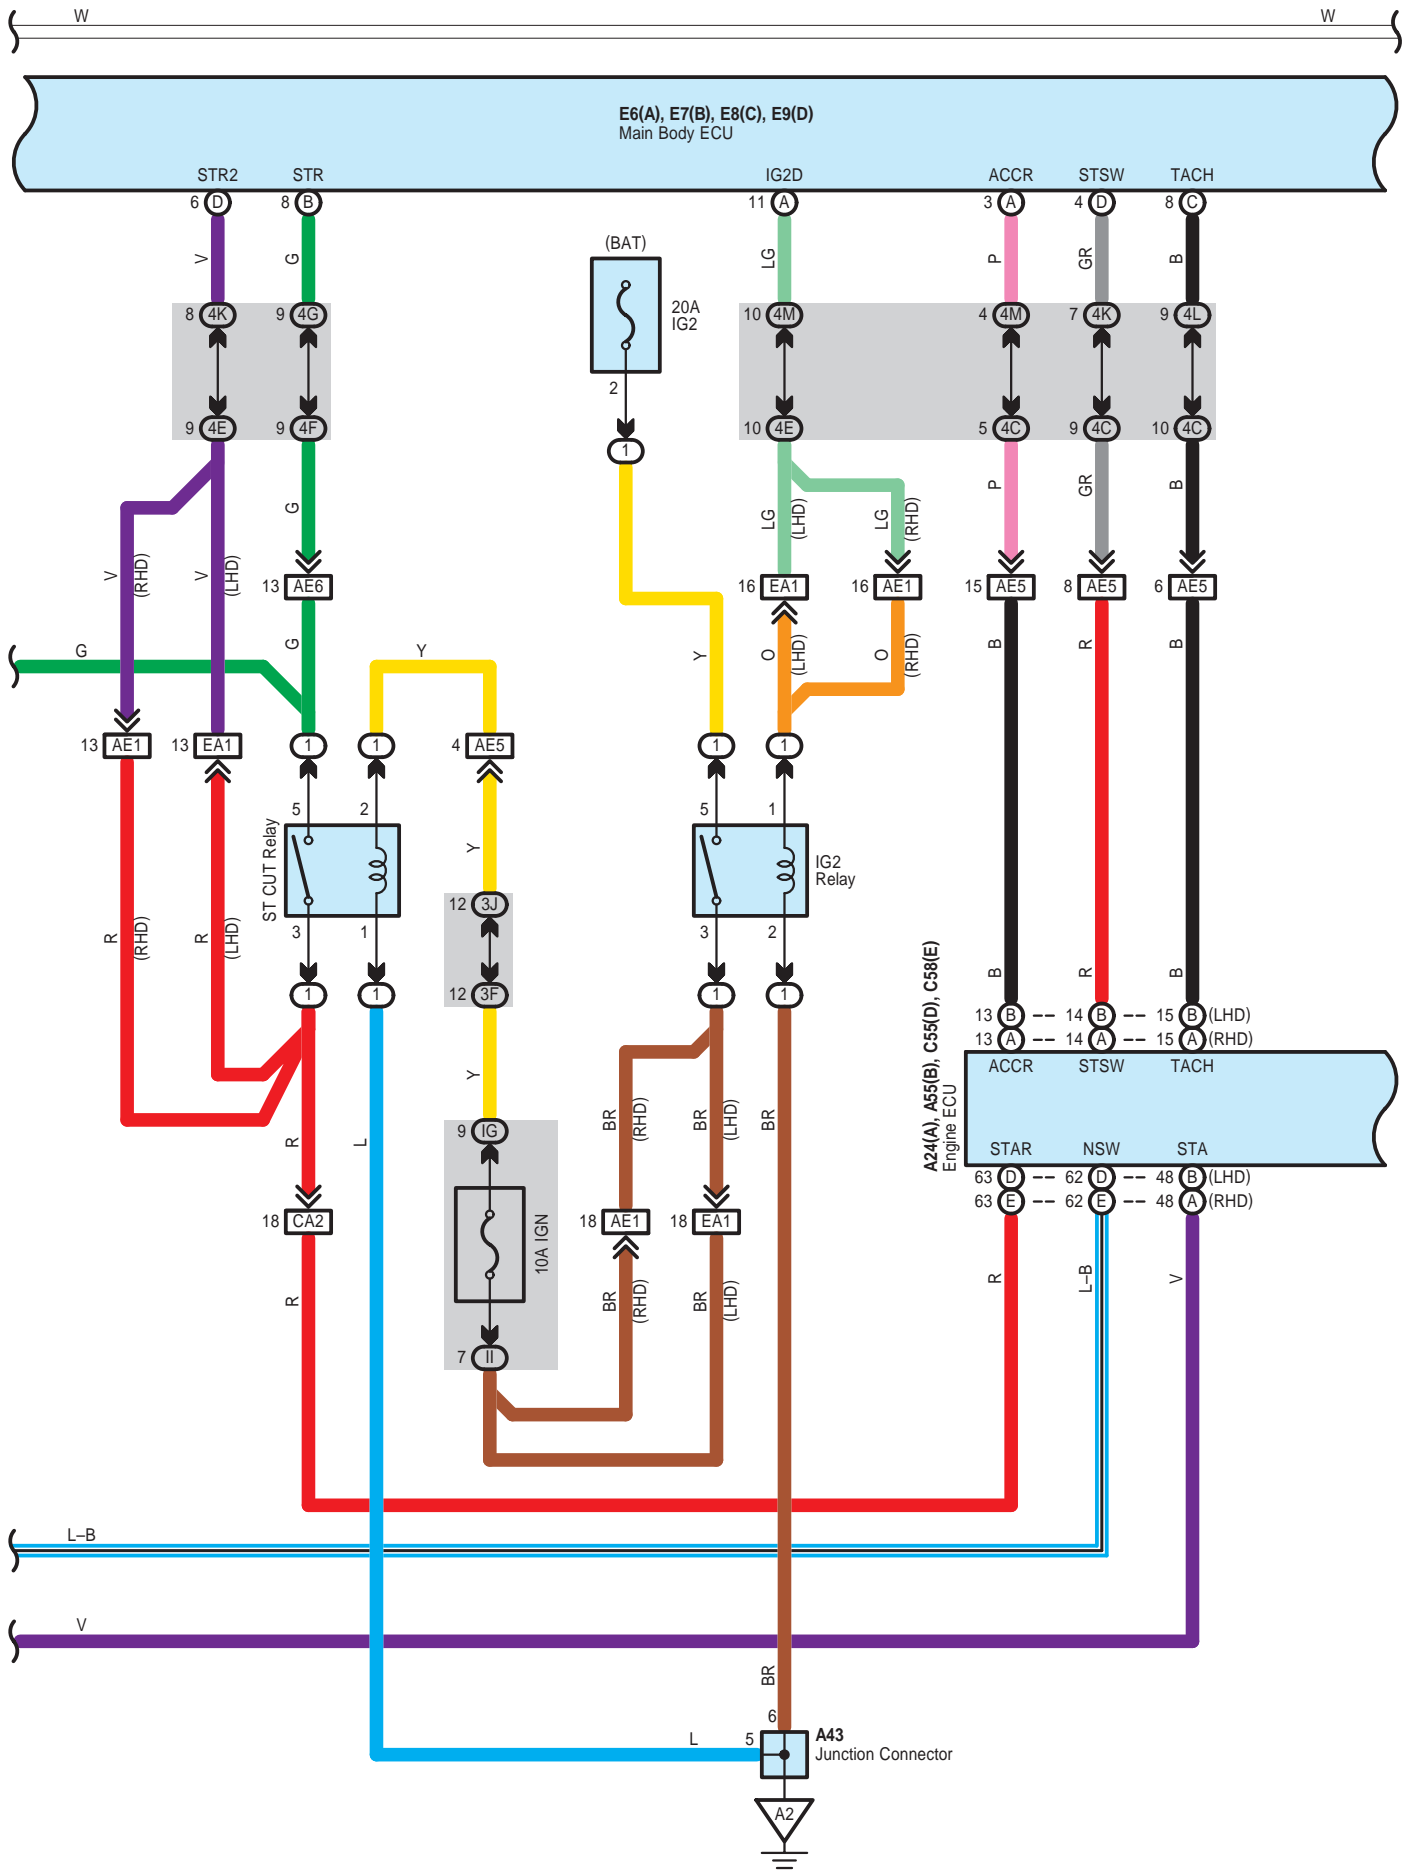 W W
E6(A), E7(B), E8(C), E9(D)
Main Body ECU
STR2 STR IG2D ACCR STSW TACH
6 D 8 B 11 A 3 A 4 D 8 C
(BAT)
V G LG P GR B
20A
IG2
8 4K 9 4G 10 4M 4 4M 7 4K 9 4L
2
9 4E 9 4F 10 4E 5 4C 9 4C 10 4C
1
G LG (LHD) LG (RHD) P GR B
V (RHD) V (LHD)
13 AE6 16 EA1 16 AE1 15 AE5 8 AE5 6 AE5
G G Y Y O (LHD) O (RHD) B R B
13 AE1 13 EA1 1 1 4 AE5 1 1
5 2 5 1
ST CUT Relay
Y
IG2
Relay
12 3J
R (RHD) R (LHD)
3 1 3 2
12 3F
1 1 1 1
B R B
13 B 14 B 15 B (LHD)
13 A 14 A 15 A (RHD)
A24(A), A55(B), C55(D), C58(E)
Engine ECU
ACCR STSW TACH
Y
R L 9 IG BR (RHD) BR (LHD) BR
STAR NSW STA
63 D 62 D 48 B (LHD)
63 E 62 E 48 A (RHD)
18 CA2 10A IGN 18 AE1 18 EA1
R BR (RHD) BR (LHD) R L–B V
7 II
L–B
V
BR
6
L 5 A43
Junction Connector
A2